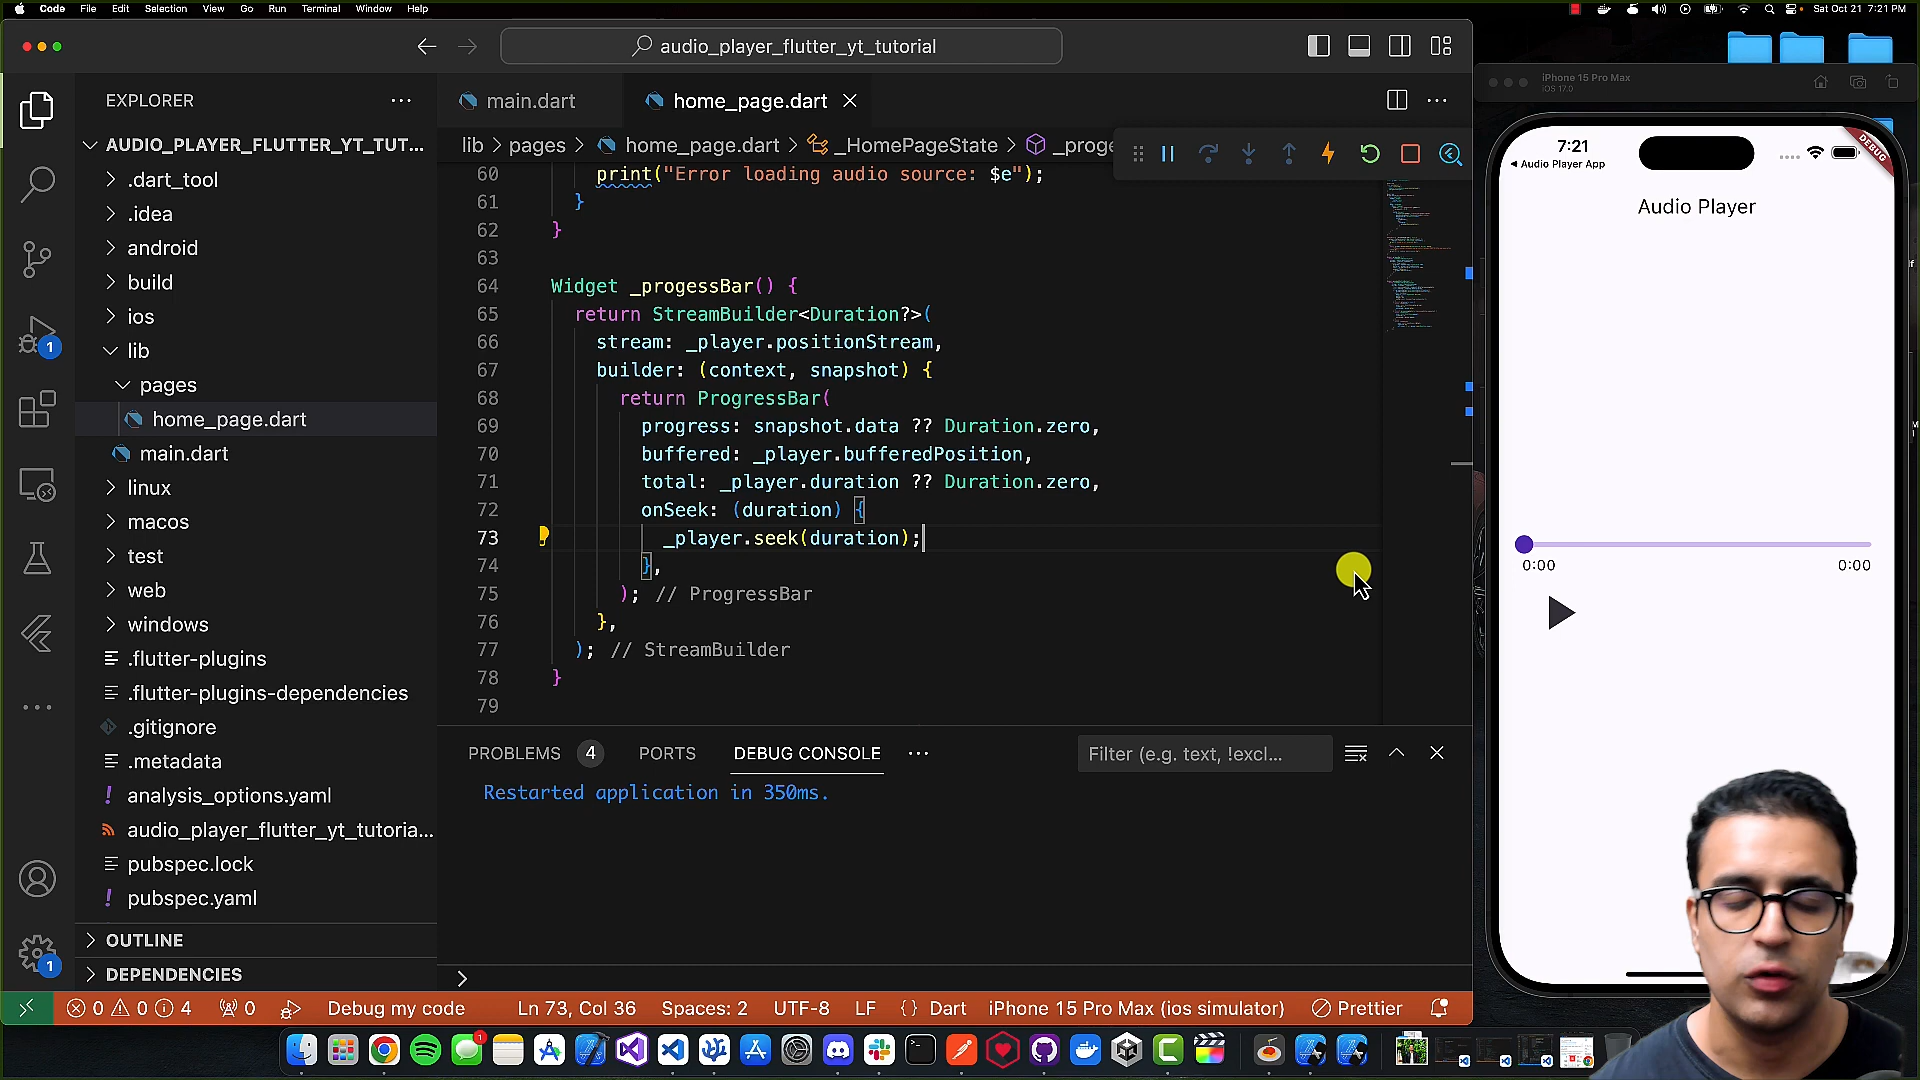 Code File Edit Selection View Go Run Terminal Window Help
Sat Oct 21 7:21 PM
audio_player_flutter_yt_tutorial
EXPLORER
AUDIO_PLAYER_FLUTTER_YT_TUT...
.dart_tool
.idea
android
build
ios
lib
pages
home_page.dart
main.dart
linux
macos
test
web
windows
.flutter-plugins
.flutter-plugins-dependencies
.gitignore
.metadata
analysis_options.yaml
audio_player_flutter_yt_tutoria...
pubspec.lock
pubspec.yaml
OUTLINE
DEPENDENCIES
1
1
main.dart
home_page.dart
lib > pages > home_page.dart > _HomePageState > _proge
60 print("Error loading audio source: $e");
61 }
62 }
63
64 Widget _progessBar() {
65 return StreamBuilder<Duration?>(
66 stream: _player.positionStream,
67 builder: (context, snapshot) {
68 return ProgressBar(
69 progress: snapshot.data ?? Duration.zero,
70 buffered: _player.bufferedPosition,
71 total: _player.duration ?? Duration.zero,
72 onSeek: (duration) {
73 _player.seek(duration);
74 },
75 ); // ProgressBar
76 },
77 ); // StreamBuilder
78 }
79
PROBLEMS 4 PORTS DEBUG CONSOLE
Filter (e.g. text, !excl...
Restarted application in 350ms.
0 0 4 0 Debug my code Ln 73, Col 36 Spaces: 2 UTF-8 LF {} Dart iPhone 15 Pro Max (ios simulator) Prettier
iPhone 15 Pro Max
iOS 17.0
7:21
Audio Player App
DEBUG
Audio Player
0:00 0:00
1